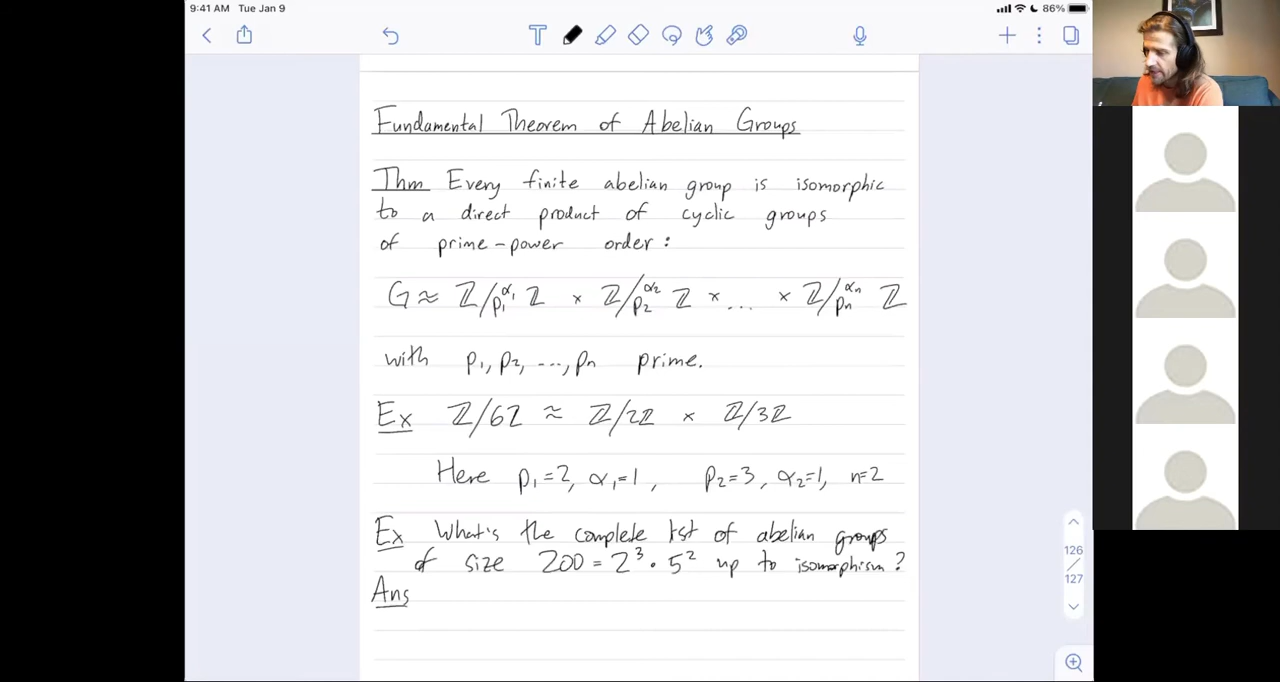 9:41 AM Tue Jan 9
86%
Fundamental Theorem of Abelian Groups
Thm Every finite abelian group is isomorphic
to a direct product of cyclic groups
of prime-power order:
G ≈ ℤ/p₁^α₁ ℤ × ℤ/p₂^α₂ ℤ × ... × ℤ/pₙ^αₙ ℤ
with p₁, p₂, ..., pₙ prime.
Ex ℤ/6ℤ ≈ ℤ/2ℤ × ℤ/3ℤ
Here p₁=2, α₁=1, p₂=3, α₂=1, n=2
Ex What's the complete list of abelian groups
of size 200 = 2³ · 5² up to isomorphism?
Ans
126
/
127